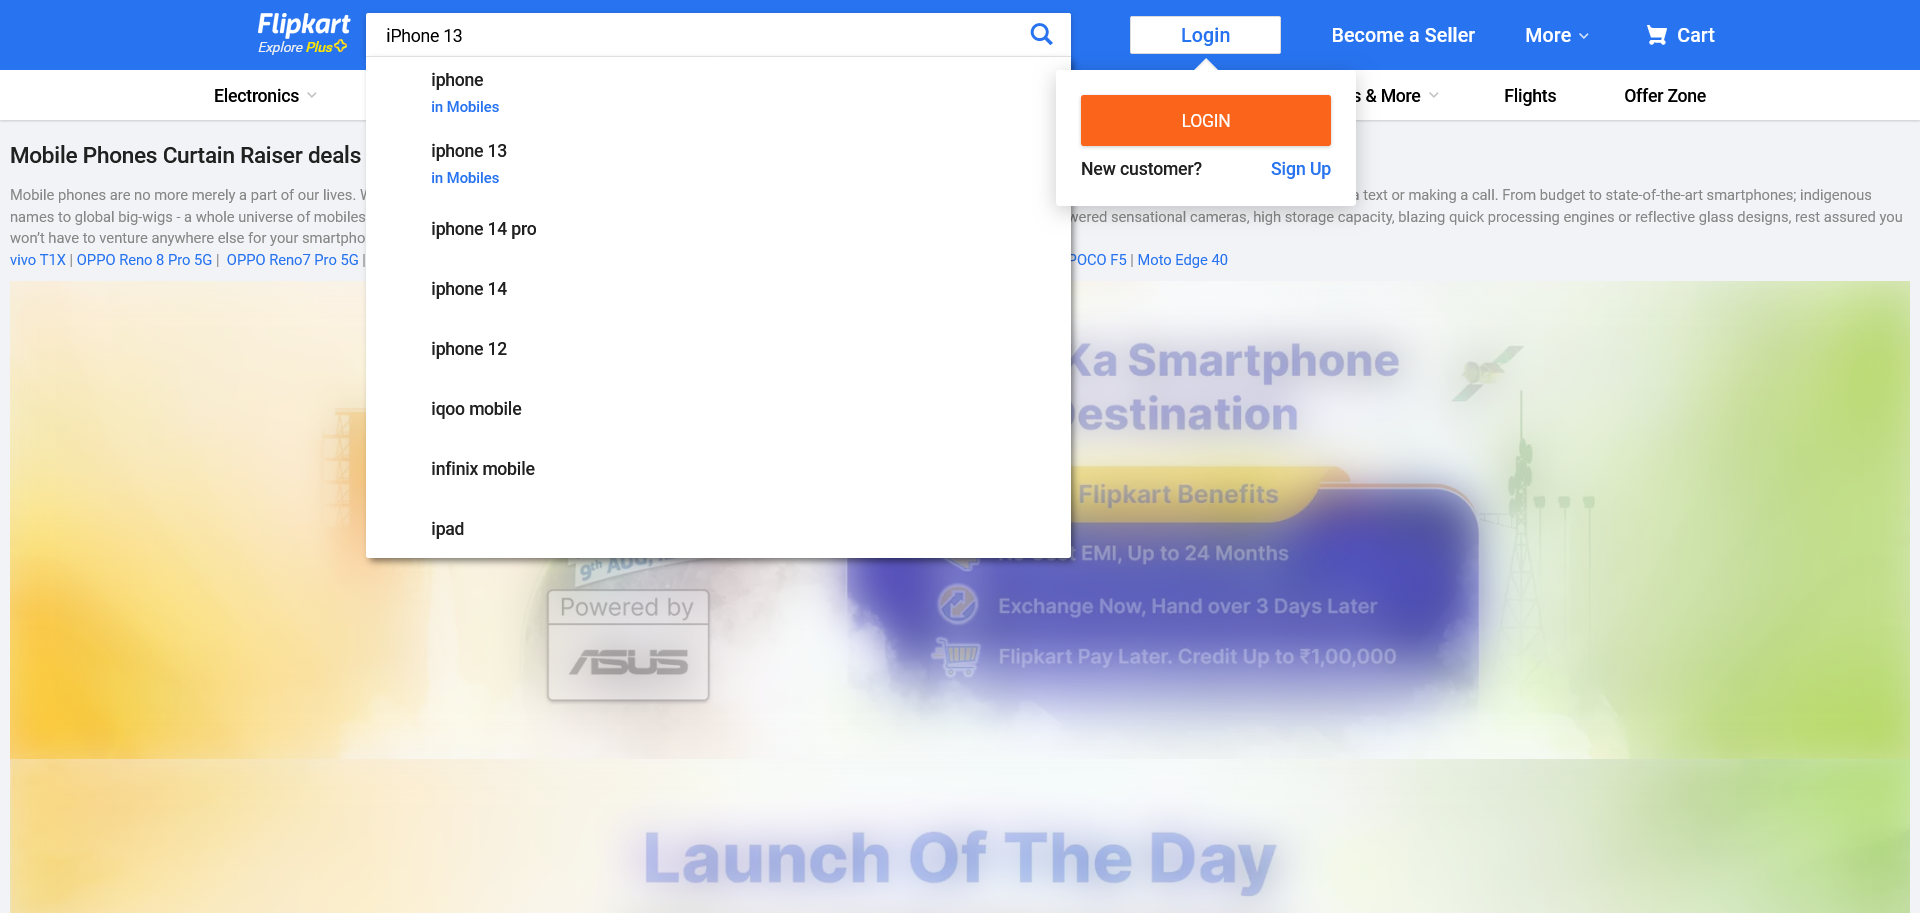 Flipkart
Explore Plus
iPhone 13
Login
Become a Seller
More
Cart
Electronics
s & More
Flights
Offer Zone
iphone
in Mobiles
iphone 13
in Mobiles
iphone 14 pro
iphone 14
iphone 12
iqoo mobile
infinix mobile
ipad
LOGIN
New customer?
Sign Up
Mobile Phones Curtain Raiser deals
Mobile phones are no more merely a part of our lives.
a text or making a call. From budget to state-of-the-art smartphones; indigenous
names to global big-wigs - a whole universe of mobiles
wered sensational cameras, high storage capacity, blazing quick processing engines or reflective glass designs, rest assured you
won't have to venture anywhere else for your smartpho
vivo T1X | OPPO Reno 8 Pro 5G | OPPO Reno7 Pro 5G |
POCO F5 | Moto Edge 40
Ka Smartphone
Destination
Flipkart Benefits
EMI, Up to 24 Months
Exchange Now, Hand over 3 Days Later
Flipkart Pay Later. Credit Up to ₹1,00,000
9th AUG,
Powered by
ASUS
Launch Of The Day